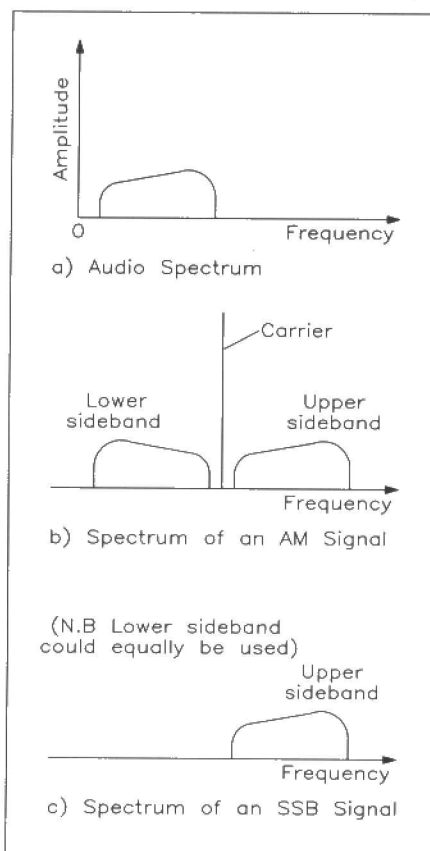 Amplitude
O
Frequency
a) Audio Spectrum
Carrier
Lower
sideband
Upper
sideband
Frequency
b) Spectrum of an AM Signal
(N.B Lower sideband
could equally be used)
Upper
sideband
Frequency
c) Spectrum of an SSB Signal